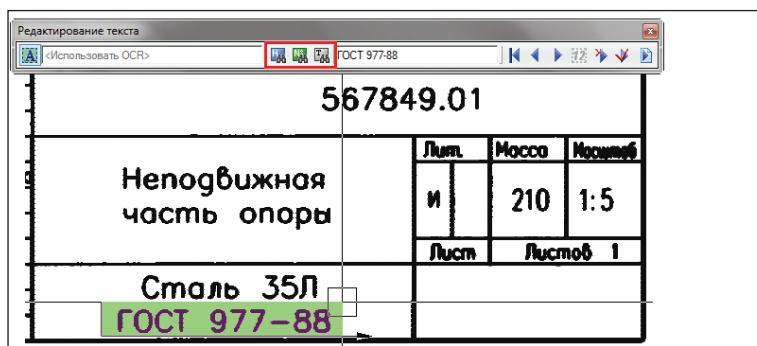 Редактирование текста
<Использовать OCR>
ГОСТ 977-88
567849.01
Лит. Масса Масштаб
Неподвижная
часть опоры
И 210 1:5
Лист Листов 1
Сталь 35Л
ГОСТ 977-88